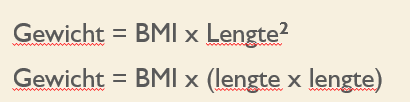 Gewicht = BMI x Lengte²
Gewicht = BMI x (lengte x lengte)